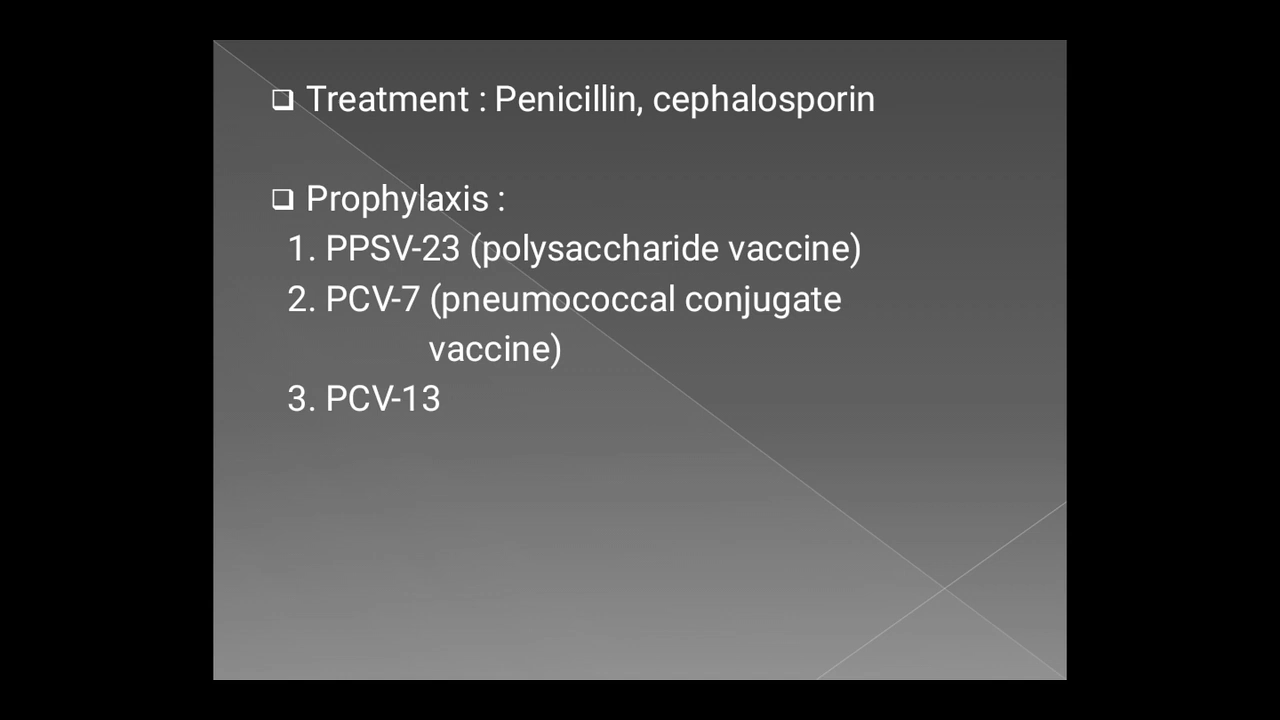 ❑ Treatment : Penicillin, cephalosporin
❑ Prophylaxis :
1. PPSV-23 (polysaccharide vaccine)
2. PCV-7 (pneumococcal conjugate
vaccine)
3. PCV-13